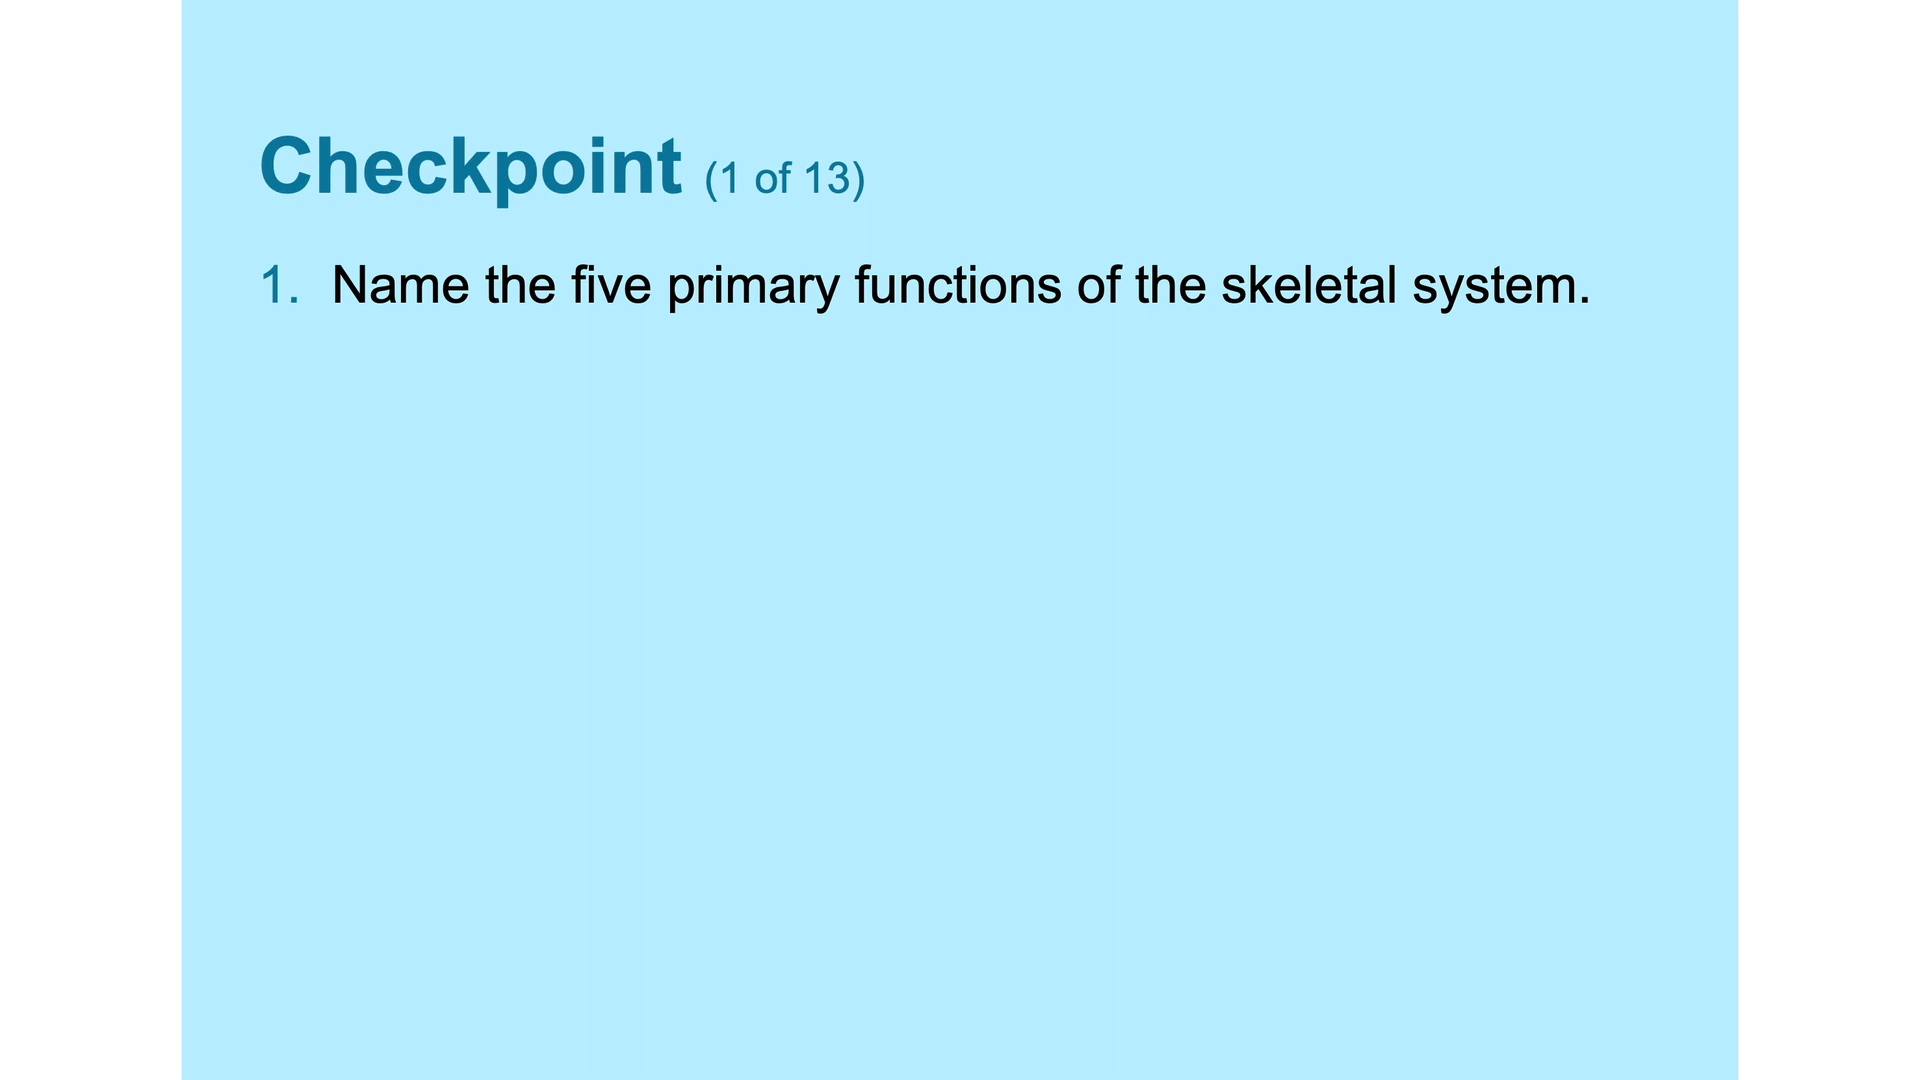 Checkpoint (1 of 13)
1. Name the five primary functions of the skeletal system.